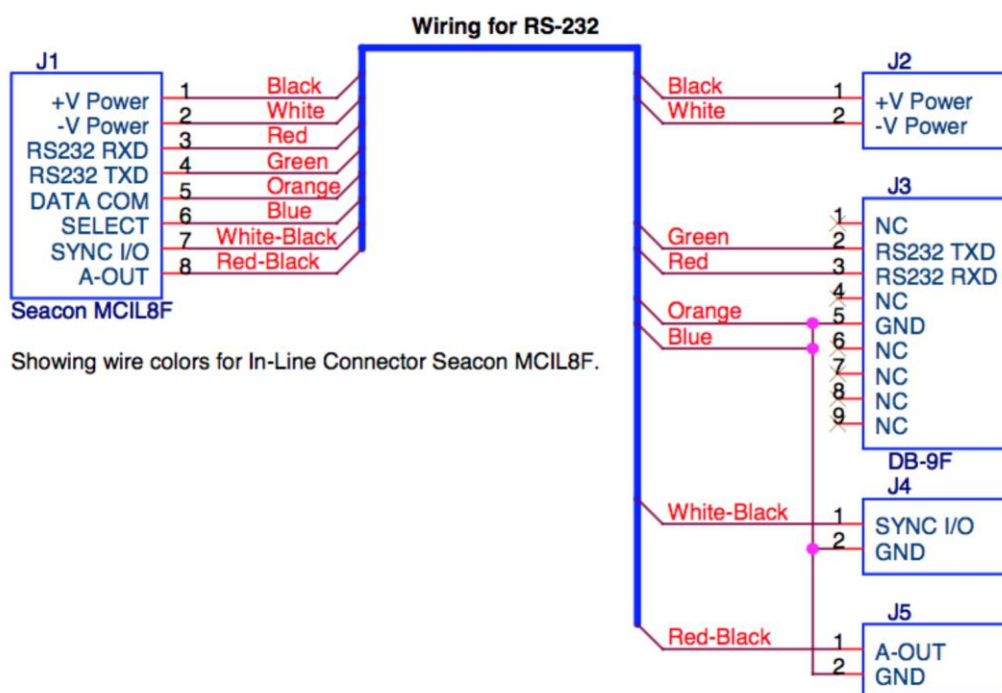 Wiring for RS-232
J1
+V Power 1 Black
-V Power 2 White
RS232 RXD 3 Red
RS232 TXD 4 Green
DATA COM 5 Orange
SELECT 6 Blue
SYNC I/O 7 White-Black
A-OUT 8 Red-Black
Seacon MCIL8F
Showing wire colors for In-Line Connector Seacon MCIL8F.
J2
Black 1 +V Power
White 2 -V Power
J3
1 NC
Green 2 RS232 TXD
Red 3 RS232 RXD
4 NC
Orange 5 GND
Blue 6 NC
7 NC
8 NC
9 NC
DB-9F
J4
White-Black 1 SYNC I/O
2 GND
J5
Red-Black 1 A-OUT
2 GND